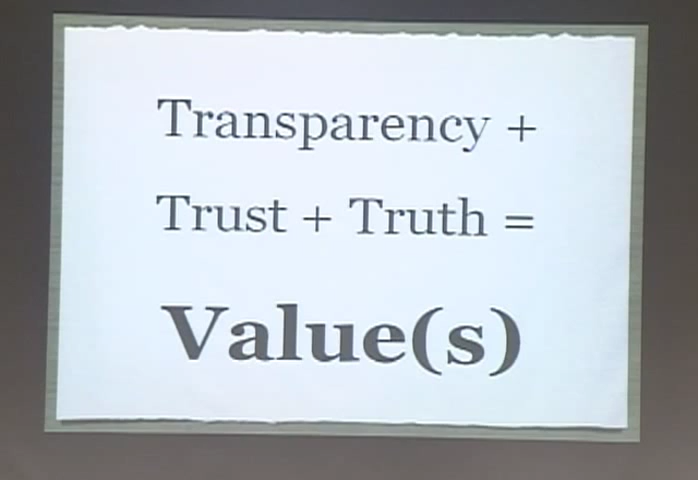 Transparency +
Trust + Truth =
Value(s)